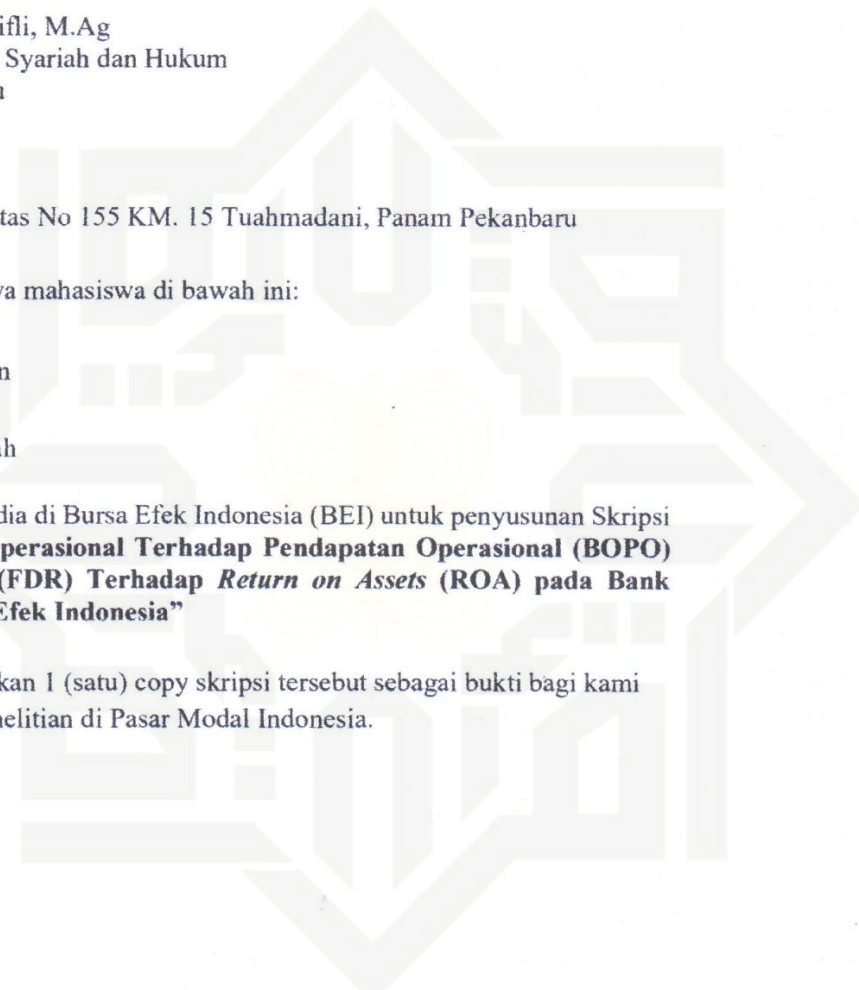 ifli, M.Ag
Syariah dan Hukum
tas No 155 KM. 15 Tuahmadani, Panam Pekanbaru
a mahasiswa di bawah ini:
n
h
dia di Bursa Efek Indonesia (BEI) untuk penyusunan Skripsi
perasional Terhadap Pendapatan Operasional (BOPO)
(FDR) Terhadap Return on Assets (ROA) pada Bank
Efek Indonesia”
kan 1 (satu) copy skripsi tersebut sebagai bukti bagi kami
nelitian di Pasar Modal Indonesia.